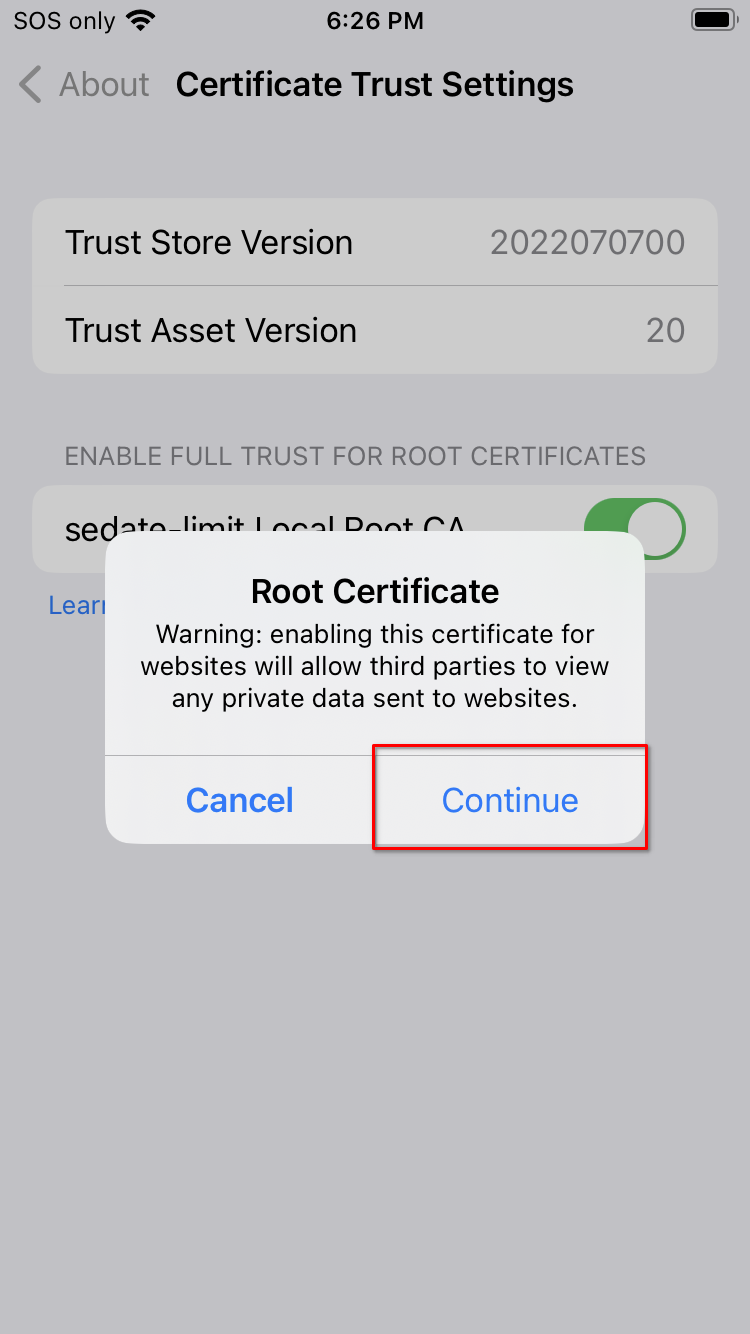 SOS only 6:26 PM
About Certificate Trust Settings
Trust Store Version 2022070700
Trust Asset Version 20
ENABLE FULL TRUST FOR ROOT CERTIFICATES
sedate-limit Local Root CA
Root Certificate
Warning: enabling this certificate for
websites will allow third parties to view
any private data sent to websites.
Cancel Continue